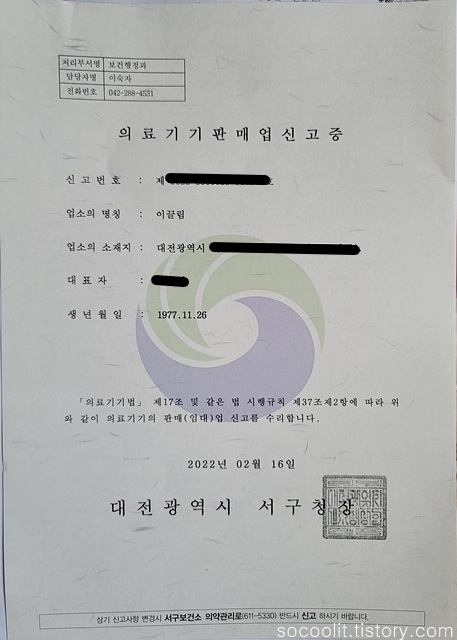 처리부서명 보건행정과
담당자명 이숙자
전화번호 042-288-4531
의료기기판매업신고증
신고번호 : 제 호
업소의 명칭 : 이끌림
업소의 소재지 : 대전광역시
대표자 :
생년월일 : 1977.11.26
「의료기기법」 제17조 및 같은 법 시행규칙 제37조제2항에 따라 위
와 같이 의료기기의 판매(임대)업 신고를 수리합니다.
2022년 02월 16일
대전광역시 서구청장
상기 신고사항 변경시 서구보건소 의약관리로(611-5330) 반드시 신고 하시기 바랍니다.
socoolit.tistory.com